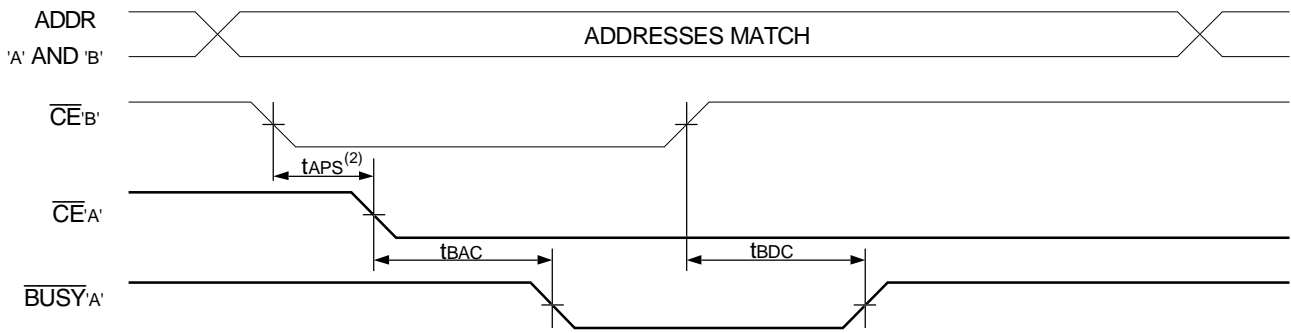 ADDR
'A' AND 'B'
ADDRESSES MATCH
CE'B'
tAPS(2)
CE'A'
tBAC
tBDC
BUSY'A'